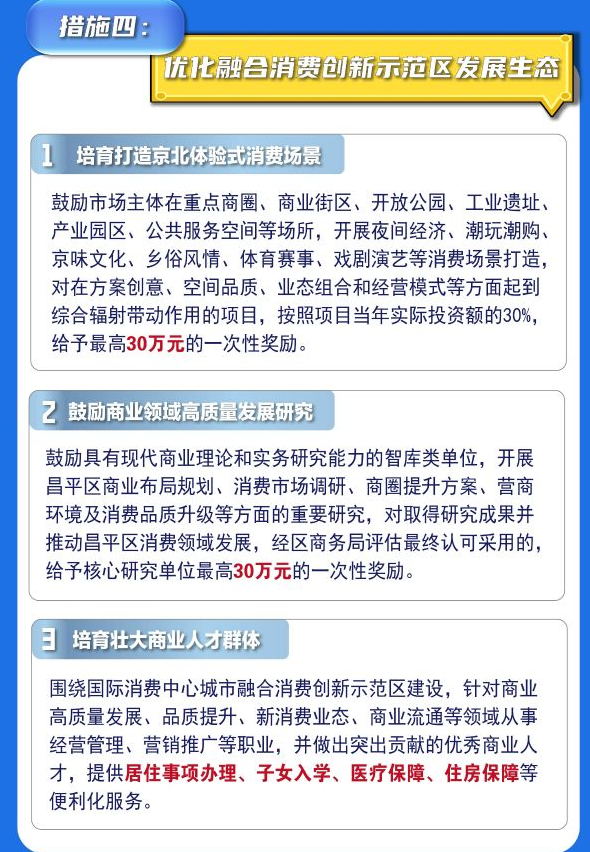 措施四：
优化融合消费创新示范区发展生态
1 培育打造京北体验式消费场景
鼓励市场主体在重点商圈、商业街区、开放公园、工业遗址、
产业园区、公共服务空间等场所，开展夜间经济、潮玩潮购、
京味文化、乡俗风情、体育赛事、戏剧演艺等消费场景打造，
对在方案创意、空间品质、业态组合和经营模式等方面起到
综合辐射带动作用的项目，按照项目当年实际投资额的30%，
给予最高30万元的一次性奖励。
2 鼓励商业领域高质量发展研究
鼓励具有现代商业理论和实务研究能力的智库类单位，开展
昌平区商业布局规划、消费市场调研、商圈提升方案、营商
环境及消费品质升级等方面的重要研究，对取得研究成果并
推动昌平区消费领域发展，经区商务局评估最终认可采用的，
给予核心研究单位最高30万元的一次性奖励。
3 培育壮大商业人才群体
围绕国际消费中心城市融合消费创新示范区建设，针对商业
高质量发展、品质提升、新消费业态、商业流通等领域从事
经营管理、营销推广等职业，并做出突出贡献的优秀商业人
才，提供居住事项办理、子女入学、医疗保障、住房保障等
便利化服务。